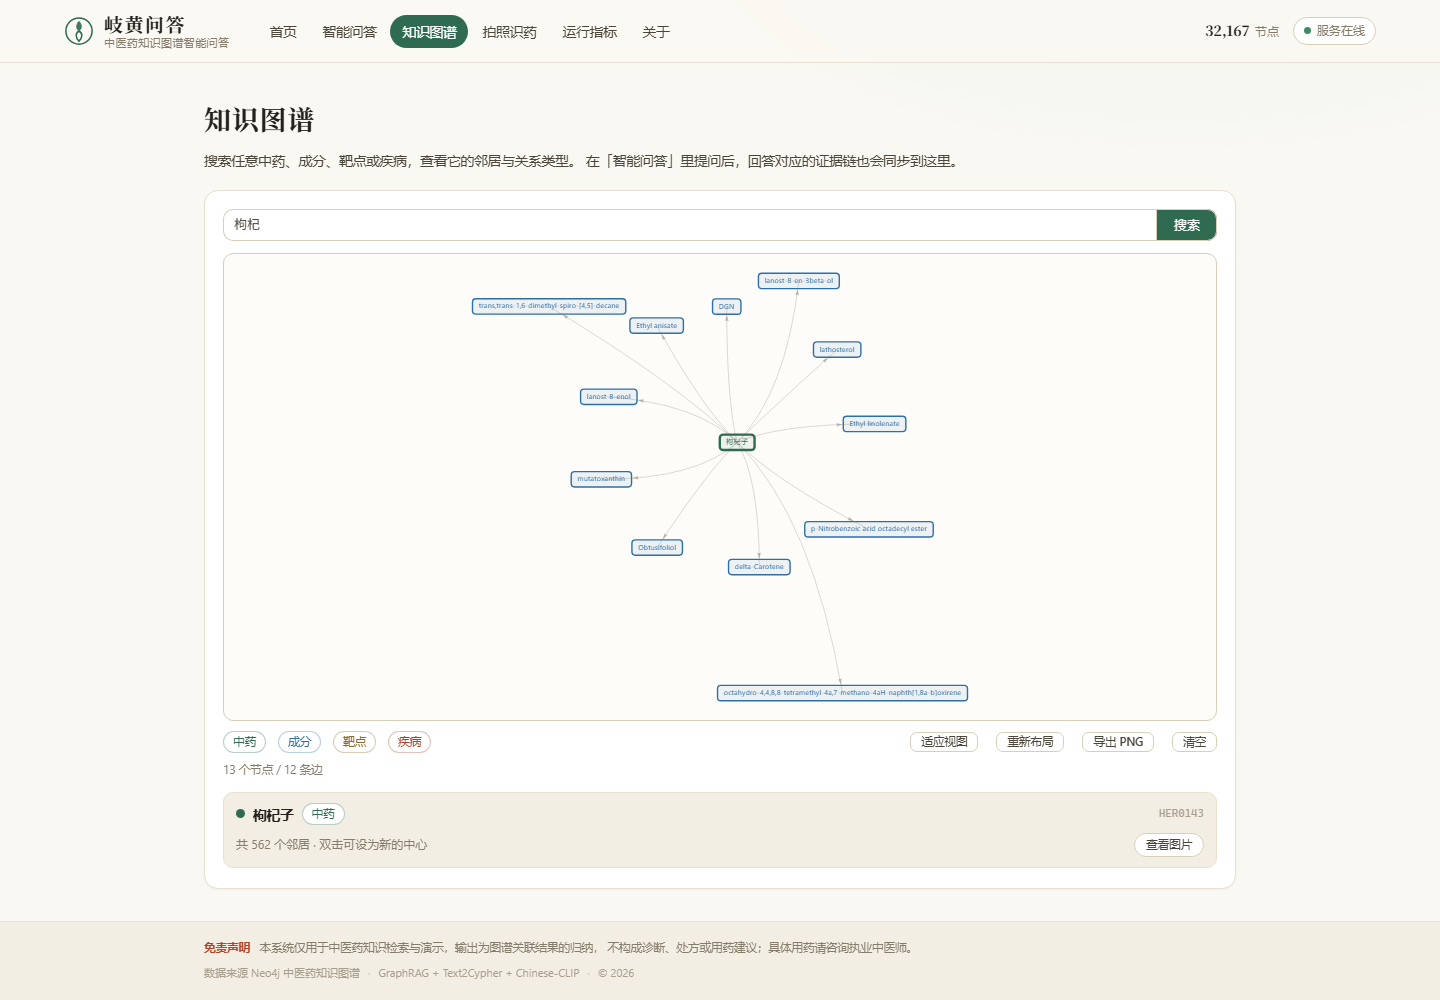 岐黄问答
中医药知识图谱智能问答
首页 智能问答 知识图谱 拍照识药 运行指标 关于
32,167 节点 服务在线
知识图谱
搜索任意中药、成分、靶点或疾病，查看它的邻居与关系类型。 在「智能问答」里提问后，回答对应的证据链也会同步到这里。
枸杞 搜索
lanost-8-en-3beta-ol
trans,trans-1,6-dimethyl-spiro-[4,5]-decane
DGN
Ethyl anisate
lathosterol
lanost-8-enol
Ethyl linolenate
枸杞子
mutatoxanthin
p-Nitrobenzoic acid octadecyl ester
Obtusifoliol
delta-Carotene
octahydro-4,4,8,8-tetramethyl-4a,7-methano-4aH-naphth[1,8a-b]oxirene
中药 成分 靶点 疾病 适应视图 重新布局 导出 PNG 清空
13 个节点 / 12 条边
枸杞子 中药 HER0143
共 562 个邻居 · 双击可设为新的中心 查看图片
免责声明 本系统仅用于中医药知识检索与演示，输出为图谱关联结果的归纳， 不构成诊断、处方或用药建议；具体用药请咨询执业中医师。
数据来源 Neo4j 中医药知识图谱 · GraphRAG + Text2Cypher + Chinese-CLIP · © 2026